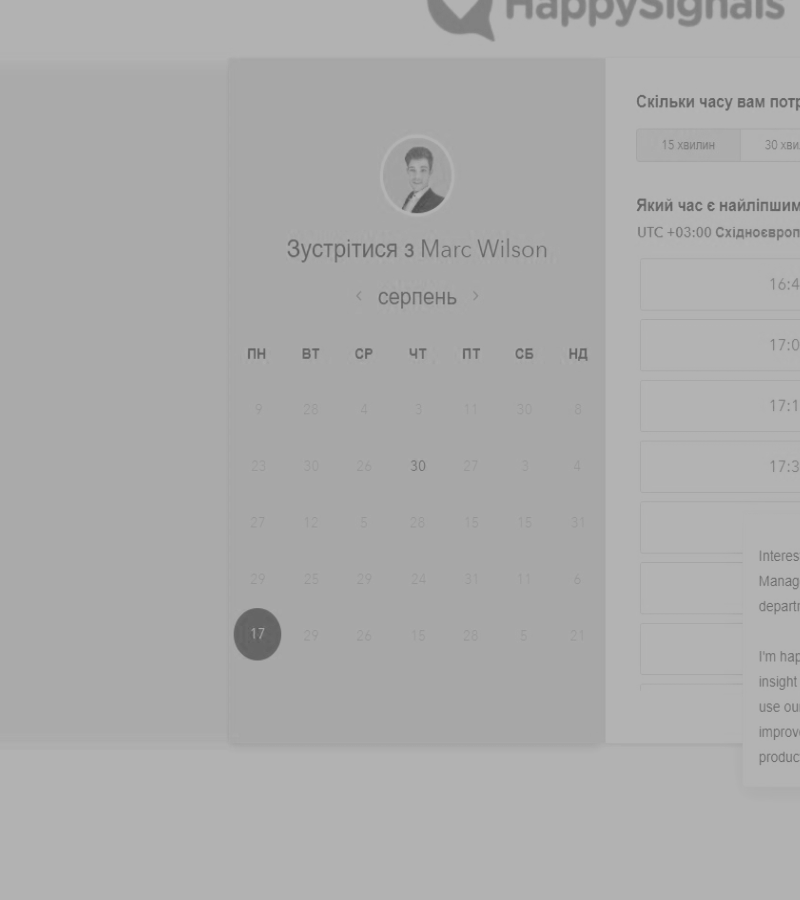 HappySignals
Зустрітися з Marc Wilson
серпень
ПН ВТ СР ЧТ ПТ СБ НД
9 28 4 3 11 30 8
23 30 26 30 27 3 4
27 12 5 28 15 15 31
29 25 29 24 31 11 6
17 29 26 16 28 5 21
Скільки часу вам потр
15 хвилин 30 хви
Який час є найліпшим
UTC +03:00 Східноєвроп
16:4
17:0
17:1
17:3
Interes
Manag
departm
I'm hap
insight
use ou
improv
produc